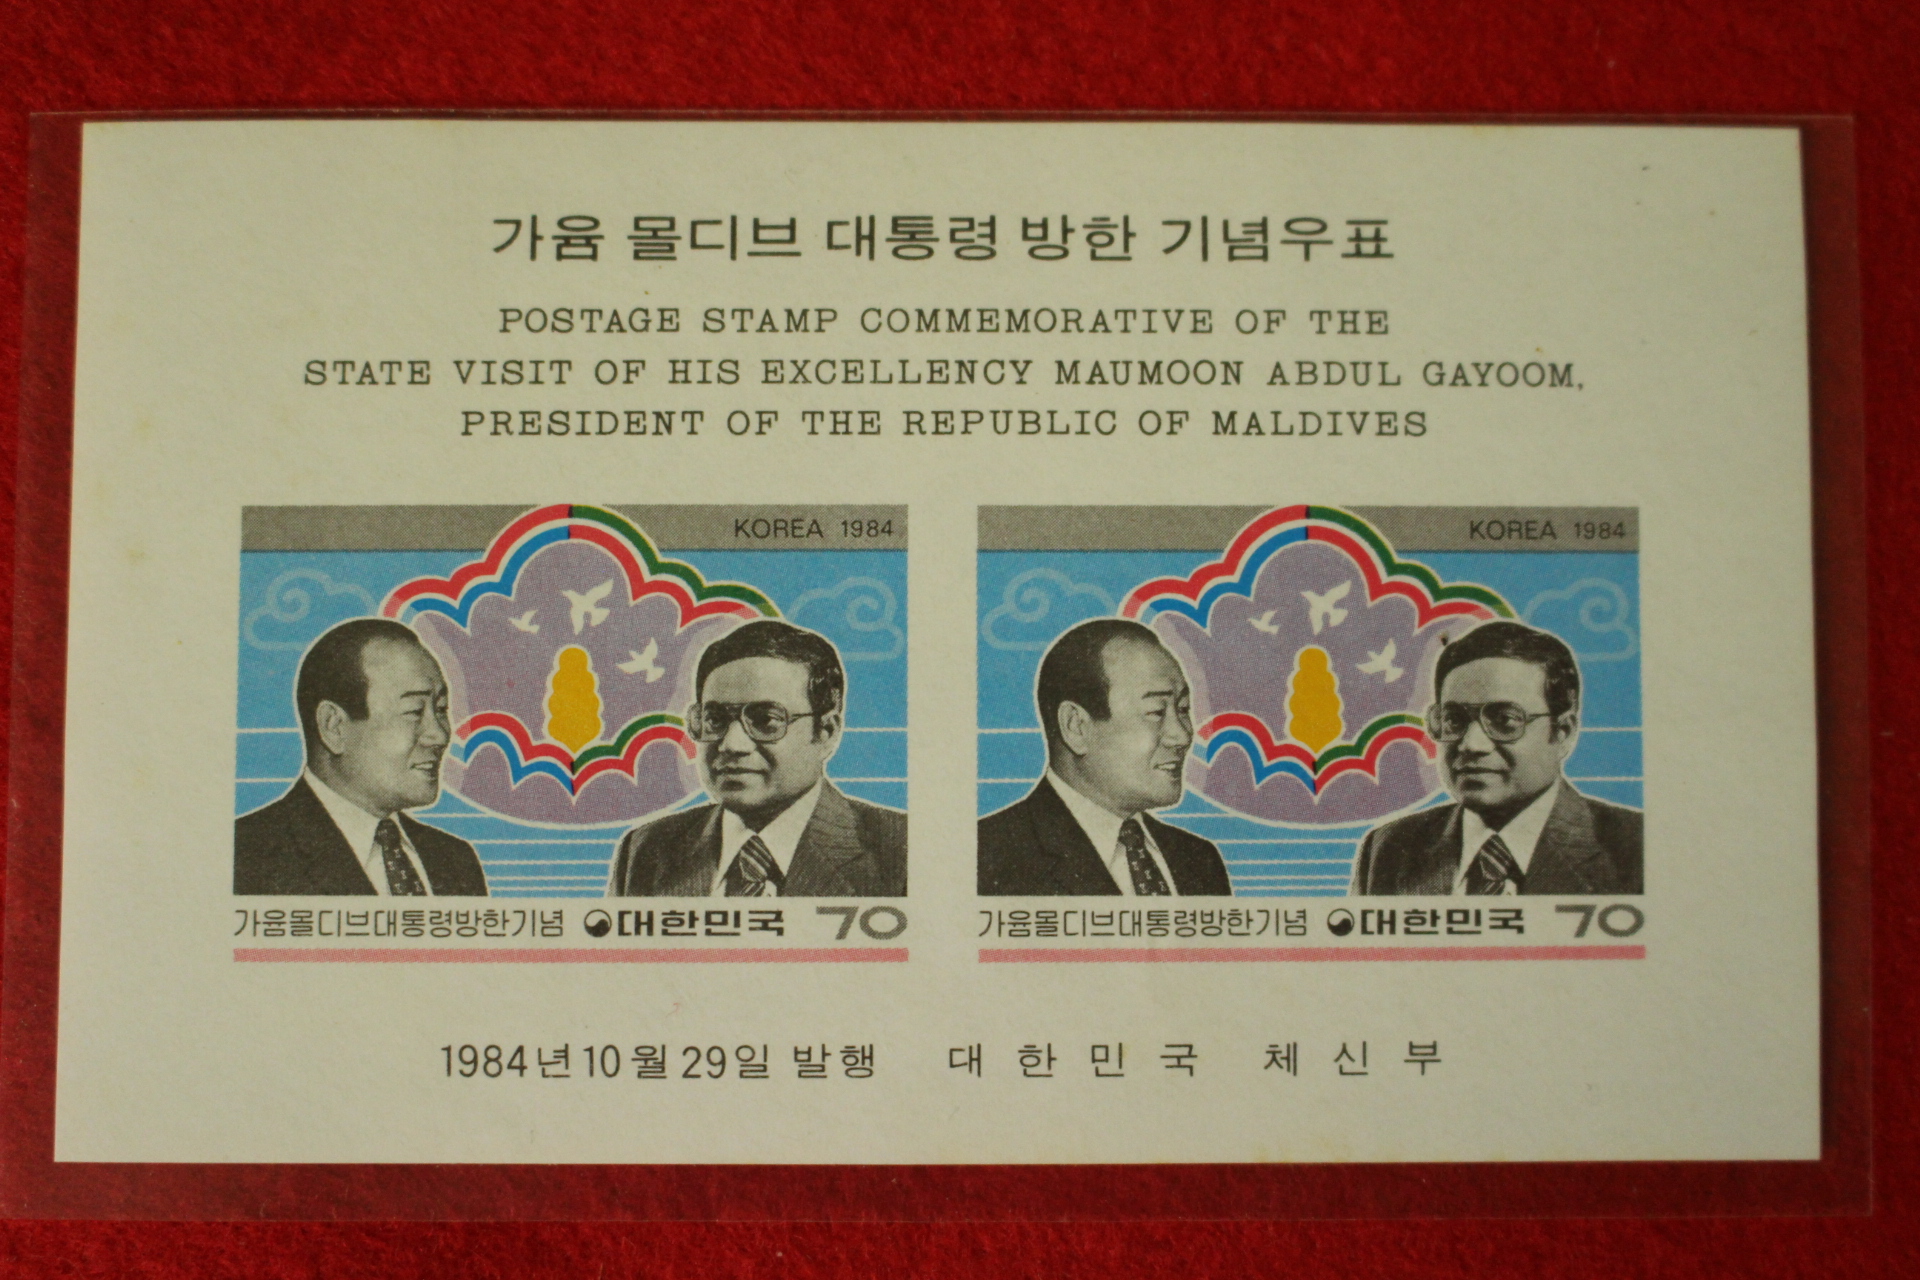 가윰 몰디브 대통령 방한 기념우표
POSTAGE STAMP COMMEMORATIVE OF THE
STATE VISIT OF HIS EXCELLENCY MAUMOON ABDUL GAYOOM,
PRESIDENT OF THE REPUBLIC OF MALDIVES
KOREA 1984
가윰몰디브대통령방한기념 대한민국 70
KOREA 1984
가윰몰디브대통령방한기념 대한민국 70
1984년 10월 29일 발행 대한민국 체신부